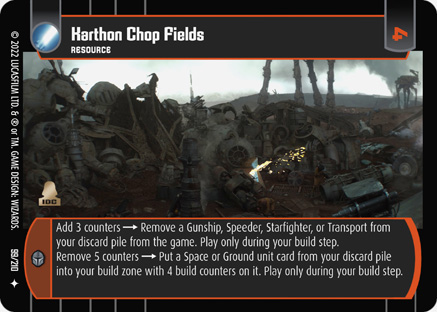 Karthon Chop Fields
RESOURCE
4
IDC
Add 3 counters → Remove a Gunship, Speeder, Starfighter, or Transport from
your discard pile from the game. Play only during your build step.
Remove 5 counters → Put a Space or Ground unit card from your discard pile
into your build zone with 4 build counters on it. Play only during your build step.
© 2022 LUCASFILM LTD. & ® or TM. GAME DESIGN: WIZARDS.
99/210